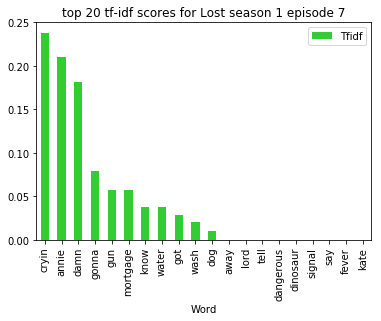 top 20 tf-idf scores for Lost season 1 episode 7
Tfidf
0.25
0.20
0.15
0.10
0.05
0.00
cryin
annie
damn
gonna
gun
mortgage
know
water
got
wash
dog
away
lord
tell
dangerous
dinosaur
signal
say
fever
kate
Word